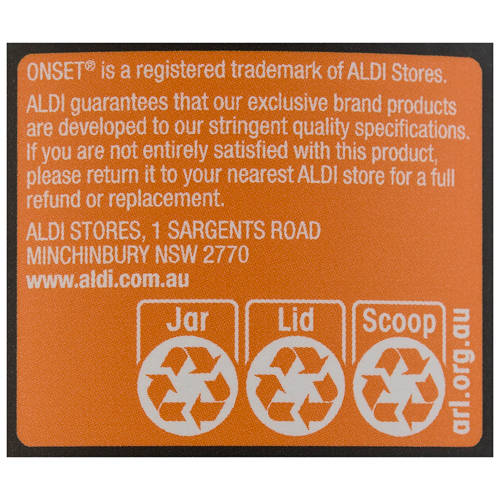 ONSET® is a registered trademark of ALDI Stores.
ALDI guarantees that our exclusive brand products
are developed to our stringent quality specifications.
If you are not entirely satisfied with this product,
please return it to your nearest ALDI store for a full
refund or replacement.
ALDI STORES, 1 SARGENTS ROAD
MINCHINBURY NSW 2770
www.aldi.com.au
Jar Lid Scoop
arl.org.au